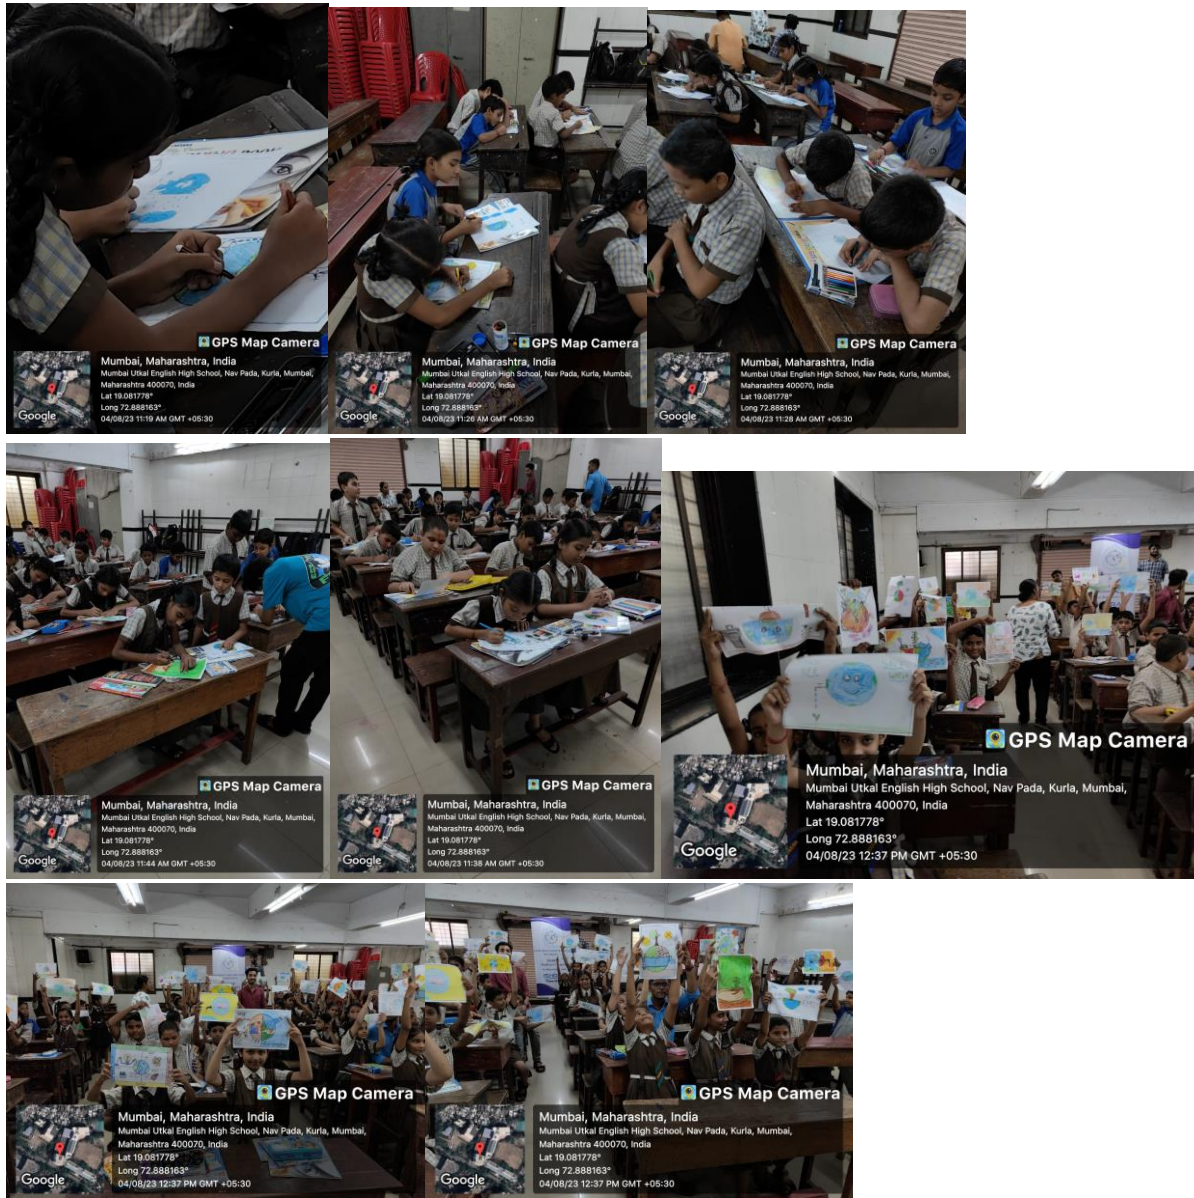 GPS Map Camera
Mumbai, Maharashtra, India
Mumbai Utkal English High School, Nav Pada, Kurla, Mumbai,
Maharashtra 400070, India
Lat 19.081778°
Long 72.888163°
04/08/23 11:19 AM GMT +05:30
Google
GPS Map Camera
Mumbai, Maharashtra, India
Mumbai Utkal English High School, Nav Pada, Kurla, Mumbai,
Maharashtra 400070, India
Lat 19.081778°
Long 72.888163°
04/08/23 11:26 AM GMT +05:30
Google
GPS Map Camera
Mumbai, Maharashtra, India
Mumbai Utkal English High School, Nav Pada, Kurla, Mumbai,
Maharashtra 400070, India
Lat 19.081778°
Long 72.888163°
04/08/23 11:28 AM GMT +05:30
Google
GPS Map Camera
Mumbai, Maharashtra, India
Mumbai Utkal English High School, Nav Pada, Kurla, Mumbai,
Maharashtra 400070, India
Lat 19.081778°
Long 72.888163°
04/08/23 11:44 AM GMT +05:30
Google
GPS Map Camera
Mumbai, Maharashtra, India
Mumbai Utkal English High School, Nav Pada, Kurla, Mumbai,
Maharashtra 400070, India
Lat 19.081778°
Long 72.888163°
04/08/23 11:38 AM GMT +05:30
Google
GPS Map Camera
Mumbai, Maharashtra, India
Mumbai Utkal English High School, Nav Pada, Kurla, Mumbai,
Maharashtra 400070, India
Lat 19.081778°
Long 72.888163°
04/08/23 12:37 PM GMT +05:30
Google
GPS Map Camera
Mumbai, Maharashtra, India
Mumbai Utkal English High School, Nav Pada, Kurla, Mumbai,
Maharashtra 400070, India
Lat 19.081778°
Long 72.888163°
04/08/23 12:37 PM GMT +05:30
Google
GPS Map Camera
Mumbai, Maharashtra, India
Mumbai Utkal English High School, Nav Pada, Kurla, Mumbai,
Maharashtra 400070, India
Lat 19.081778°
Long 72.888163°
04/08/23 12:37 PM GMT +05:30
Google